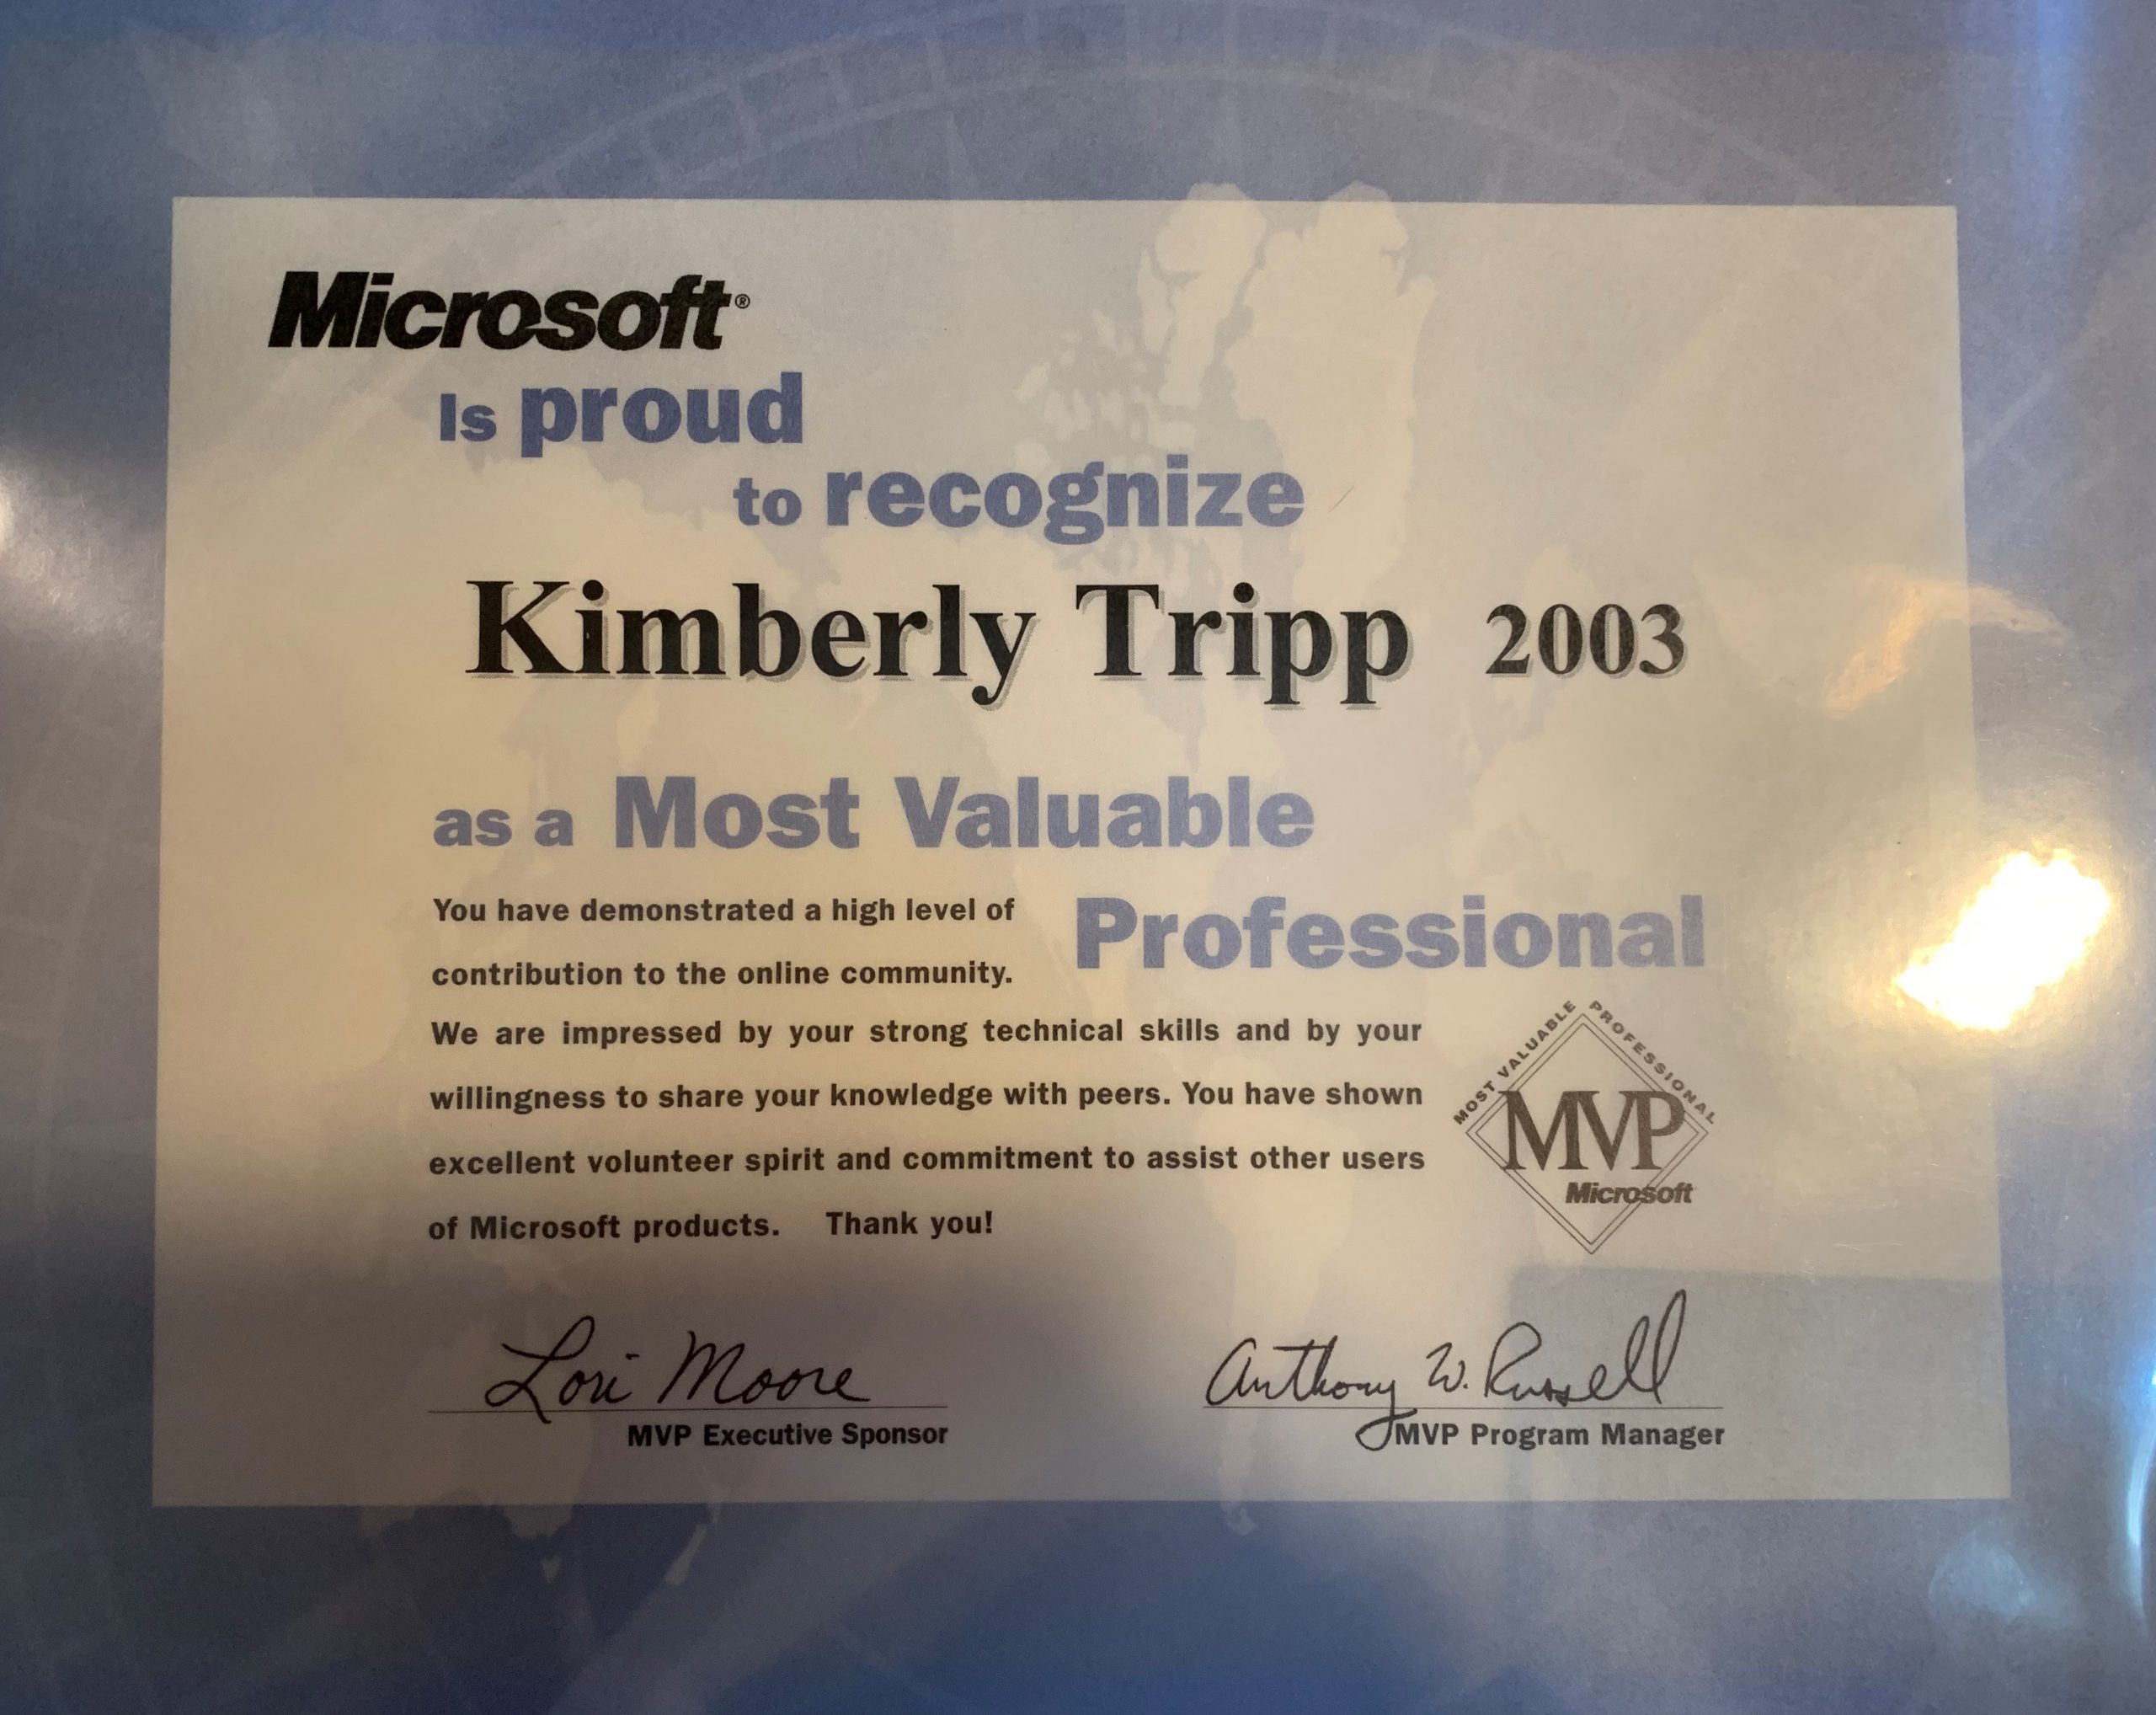 Microsoft®
Is proud
to recognize
Kimberly Tripp 2003
as a Most Valuable
Professional
You have demonstrated a high level of
contribution to the online community.
We are impressed by your strong technical skills and by your
willingness to share your knowledge with peers. You have shown
excellent volunteer spirit and commitment to assist other users
of Microsoft products. Thank you!
MOST VALUABLE PROFESSIONAL
MVP
Microsoft
Lori Moore
MVP Executive Sponsor
Anthony W. Russell
MVP Program Manager